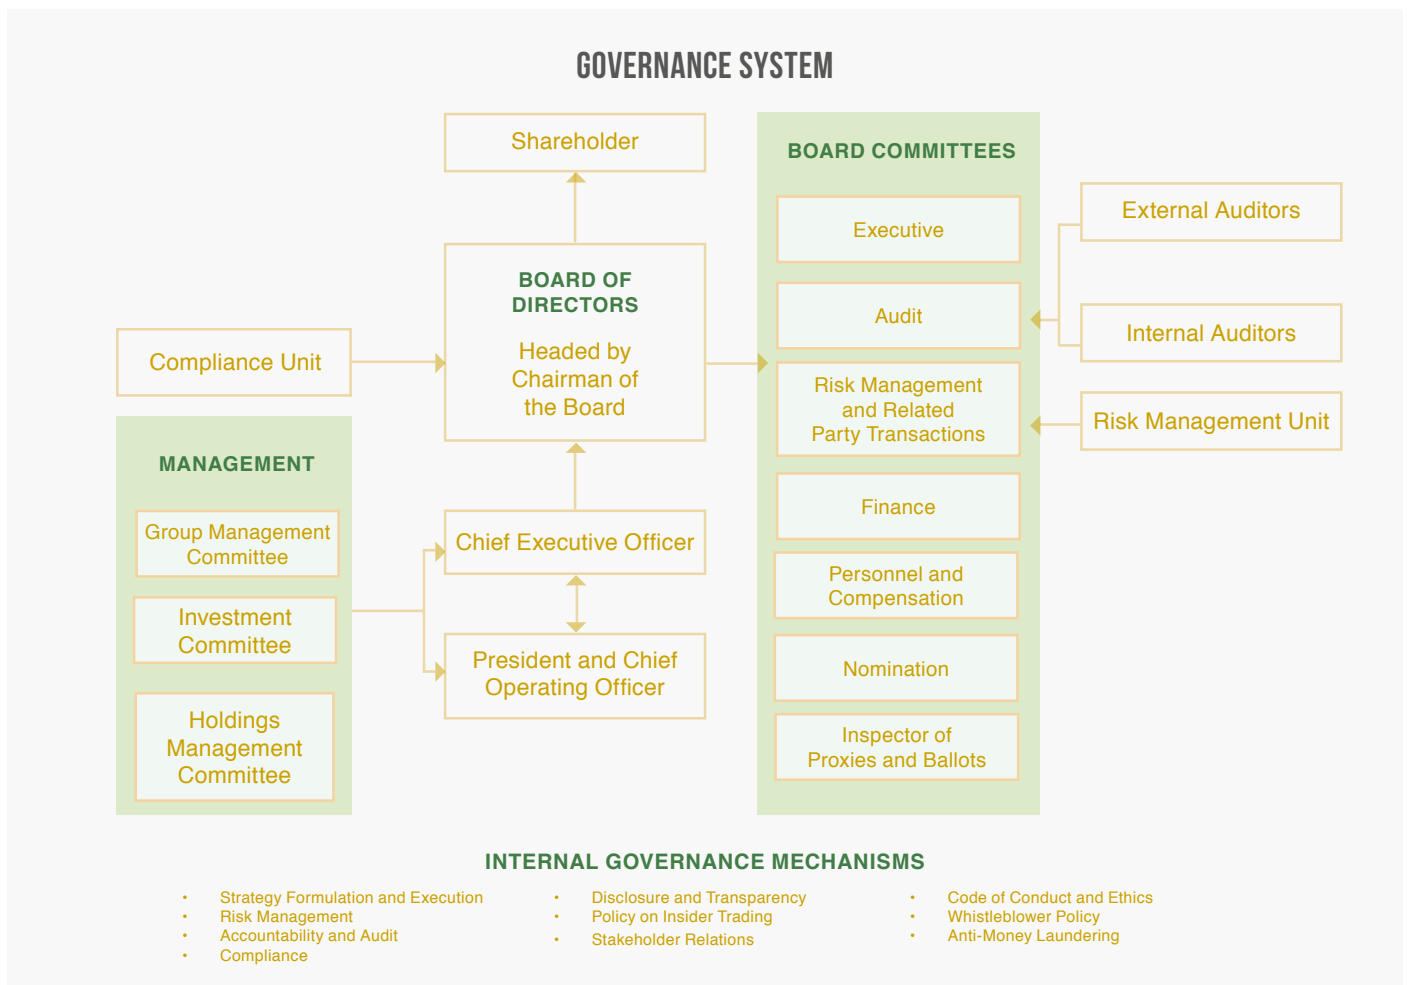 GOVERNANCE SYSTEM
Shareholder
BOARD OF
DIRECTORS
Headed by
Chairman of
the Board
Compliance Unit
MANAGEMENT
Group Management
Committee
Investment
Committee
Holdings
Management
Committee
Chief Executive Officer
President and Chief
Operating Officer
BOARD COMMITTEES
Executive
Audit
Risk Management
and Related
Party Transactions
Finance
Personnel and
Compensation
Nomination
Inspector of
Proxies and Ballots
External Auditors
Internal Auditors
Risk Management Unit
INTERNAL GOVERNANCE MECHANISMS
• Strategy Formulation and Execution
• Risk Management
• Accountability and Audit
• Compliance
• Disclosure and Transparency
• Policy on Insider Trading
• Stakeholder Relations
• Code of Conduct and Ethics
• Whistleblower Policy
• Anti-Money Laundering